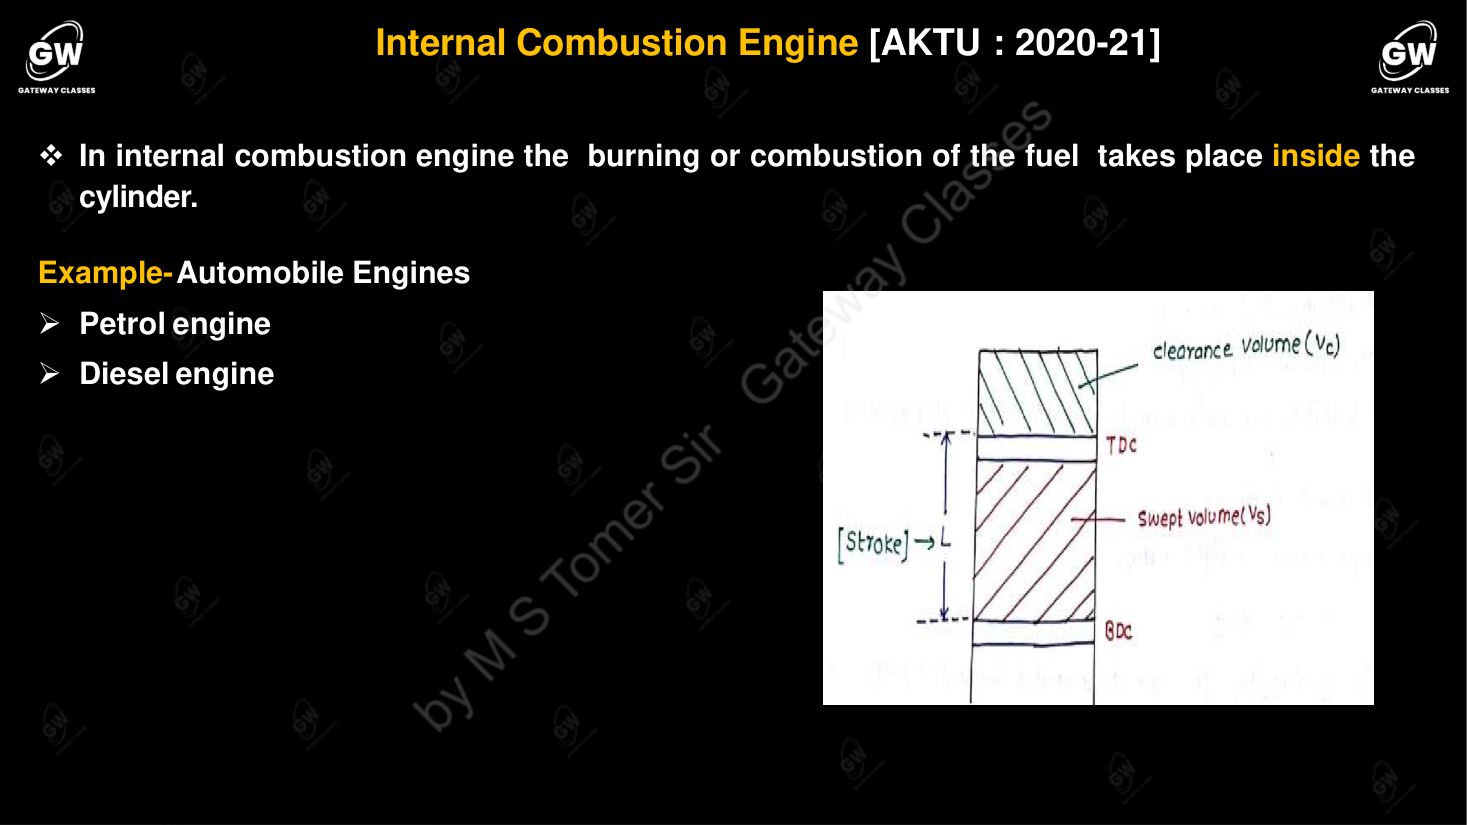 Internal Combustion Engine [AKTU : 2020-21]
GW
GATEWAY CLASSES
GW
GATEWAY CLASSES
❖ In internal combustion engine the burning or combustion of the fuel takes place inside the
cylinder.
Example- Automobile Engines
➢ Petrol engine
➢ Diesel engine
clearance volume (Vc)
TDC
swept volume (Vs)
[Stroke] → L
BDC
by M S Tomer Sir Gateway Classes